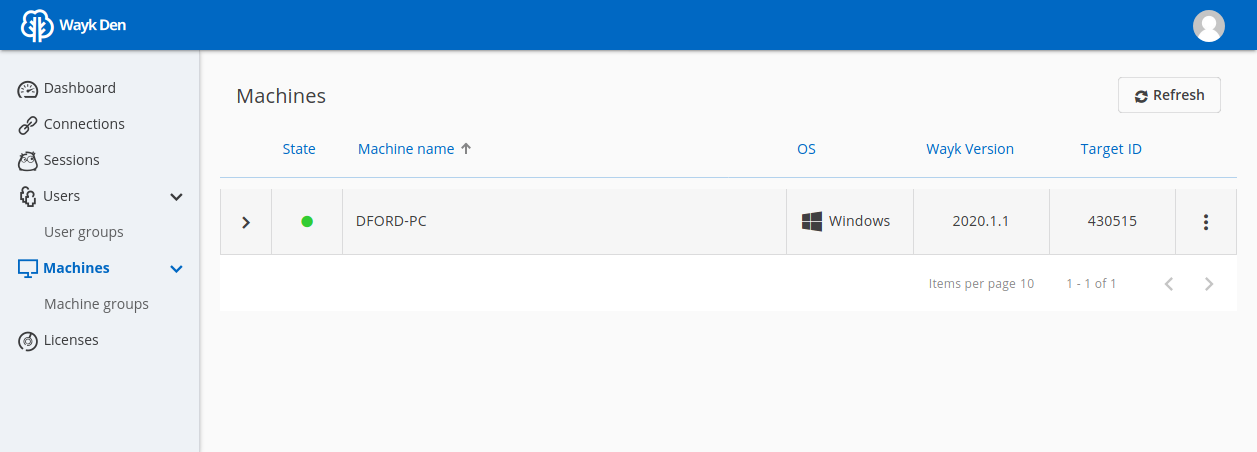 Wayk Den
Dashboard
Connections
Sessions
Users
User groups
Machines
Machine groups
Licenses
Machines
Refresh
State Machine name OS Wayk Version Target ID
DFORD-PC Windows 2020.1.1 430515
Items per page 10 1 - 1 of 1